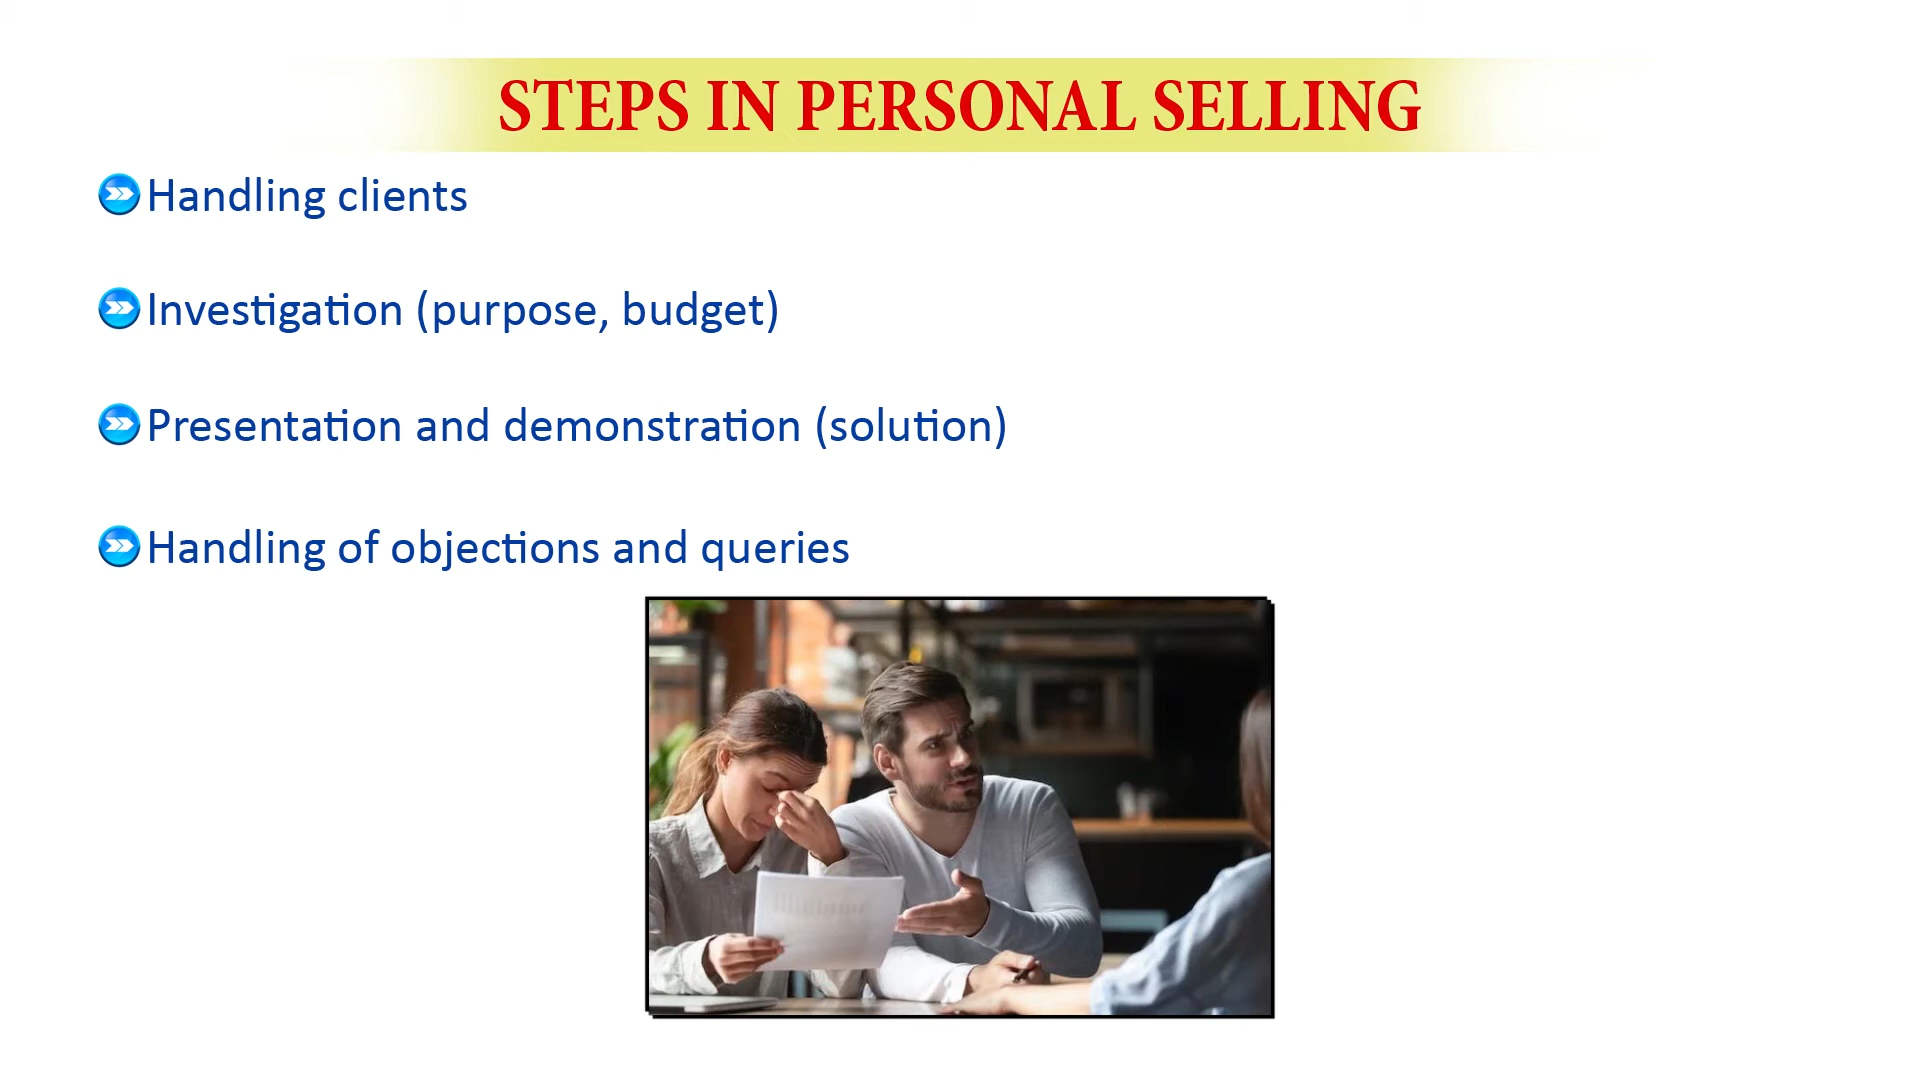 STEPS IN PERSONAL SELLING
Handling clients
Investigation (purpose, budget)
Presentation and demonstration (solution)
Handling of objections and queries